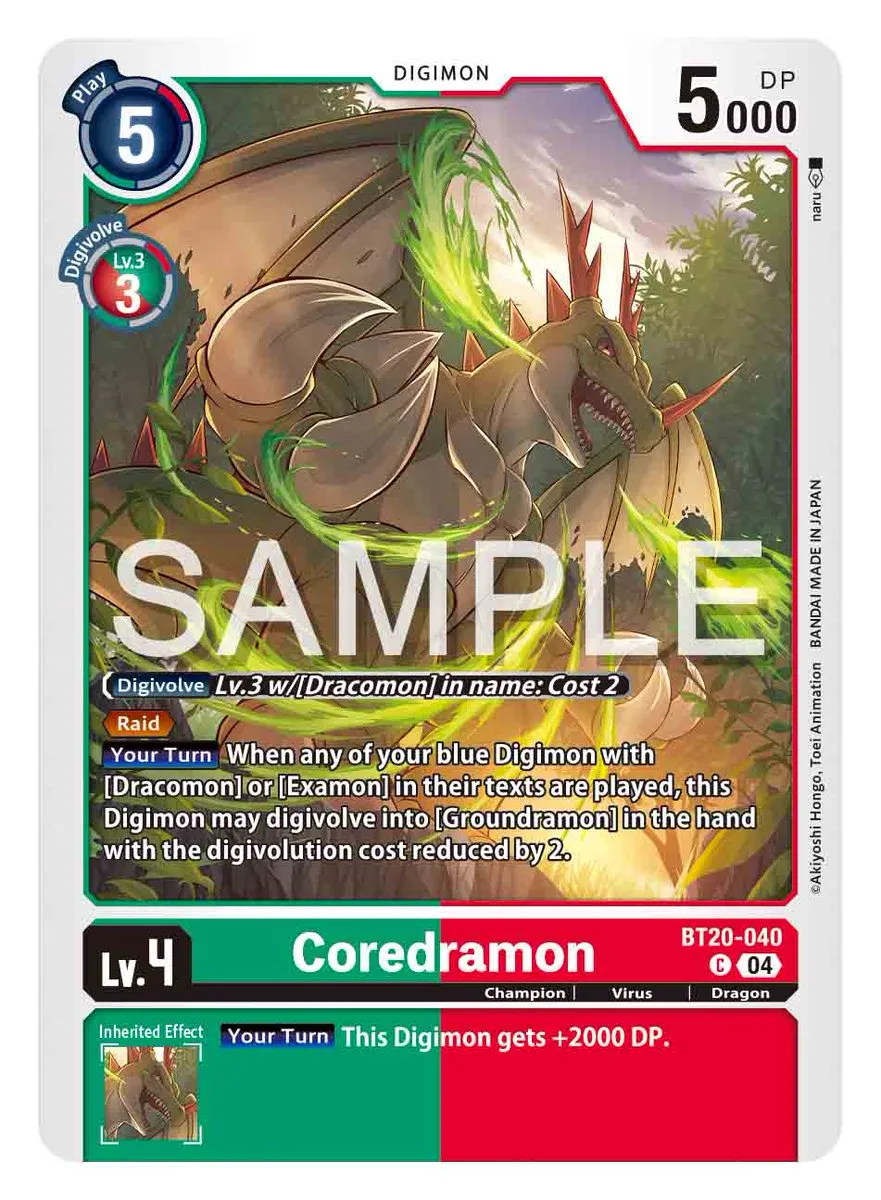 DIGIMON
Play
5
DP
5000
Digivolve
Lv.3
3
naru
SAMPLE
Digivolve Lv.3 w/[Dracomon] in name: Cost 2
Raid
Your Turn When any of your blue Digimon with
[Dracomon] or [Examon] in their texts are played, this
Digimon may digivolve into [Groundramon] in the hand
with the digivolution cost reduced by 2.
©Akiyoshi Hongo, Toei Animation BANDAI MADE IN JAPAN
Lv.4
Coredramon
BT20-040
C 04
Champion | Virus | Dragon
Inherited Effect
Your Turn This Digimon gets +2000 DP.